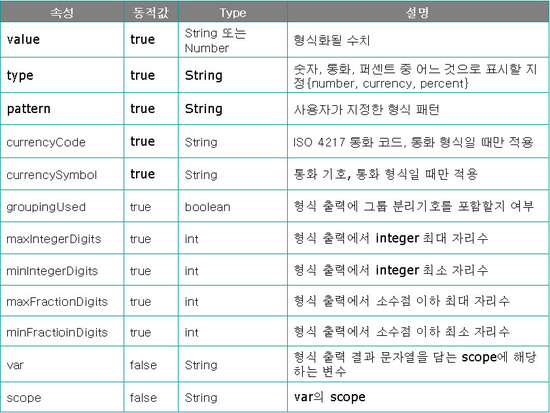 속성 동적값 Type 설명
value true String 또는 Number 형식화될 수치
type true String 숫자, 통화, 퍼센트 중 어느 것으로 표시할 지정{number, currency, percent}
pattern true String 사용자가 지정한 형식 패턴
currencyCode true String ISO 4217 통화 코드, 통화 형식일 때만 적용
currencySymbol true String 통화 기호, 통화 형식일 때만 적용
groupingUsed true boolean 형식 출력에 그룹 분리기호를 포함할지 여부
maxIntegerDigits true int 형식 출력에서 integer 최대 자리수
minIntegerDigits true int 형식 출력에서 integer 최소 자리수
maxFractionDigits true int 형식 출력에서 소수점 이하 최대 자리수
minFractioinDigits true int 형식 출력에서 소수점 이하 최소 자리수
var false String 형식 출력 결과 문자열을 담는 scope에 해당하는 변수
scope false String var의 scope